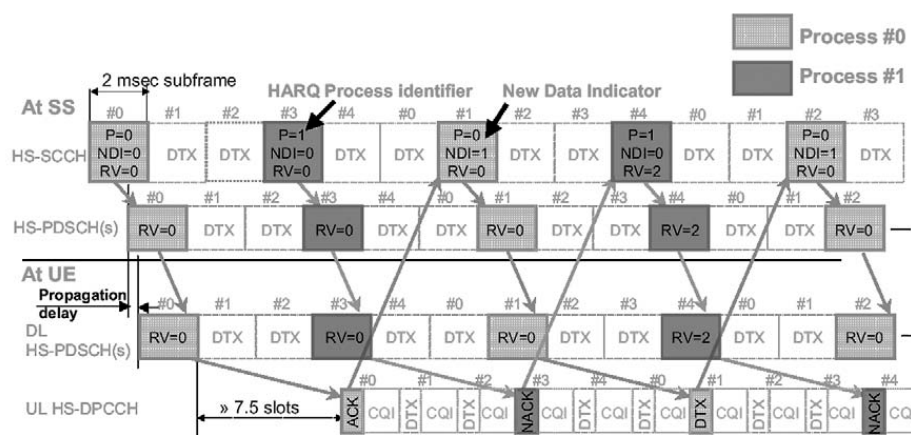 Process #0
Process #1
2 msec subframe
HARQ Process identifier
New Data Indicator
At SS
#0 #1 #2 #3 #4 #0 #1 #2 #3 #4 #0 #1 #2 #3
HS-SCCH
P=0 NDI=0 RV=0
DTX
DTX
P=1 NDI=0 RV=0
DTX
DTX
P=0 NDI=1 RV=0
DTX
DTX
P=1 NDI=0 RV=2
DTX
DTX
P=0 NDI=1 RV=0
DTX
#0 #1 #2 #3 #4 #0 #1 #2 #3 #4 #0 #1 #2
HS-PDSCH(s)
RV=0 DTX DTX RV=0 DTX DTX RV=0 DTX DTX RV=2 DTX DTX RV=0
At UE
Propagation
delay
#0 #1 #2 #3 #4 #0 #1 #2 #3 #4 #0 #1 #2
DL
HS-PDSCH(s)
RV=0 DTX DTX RV=0 DTX DTX RV=0 DTX DTX RV=2 DTX DTX RV=0
#0 #1 #2 #3 #4 #0 #1 #2 #3 #4
UL HS-DPCCH
ACK CQI DTX CQI DTX CQI NACK CQI DTX CQI DTX CQI DTX CQI DTX CQI DTX CQI NACK CQI
» 7.5 slots